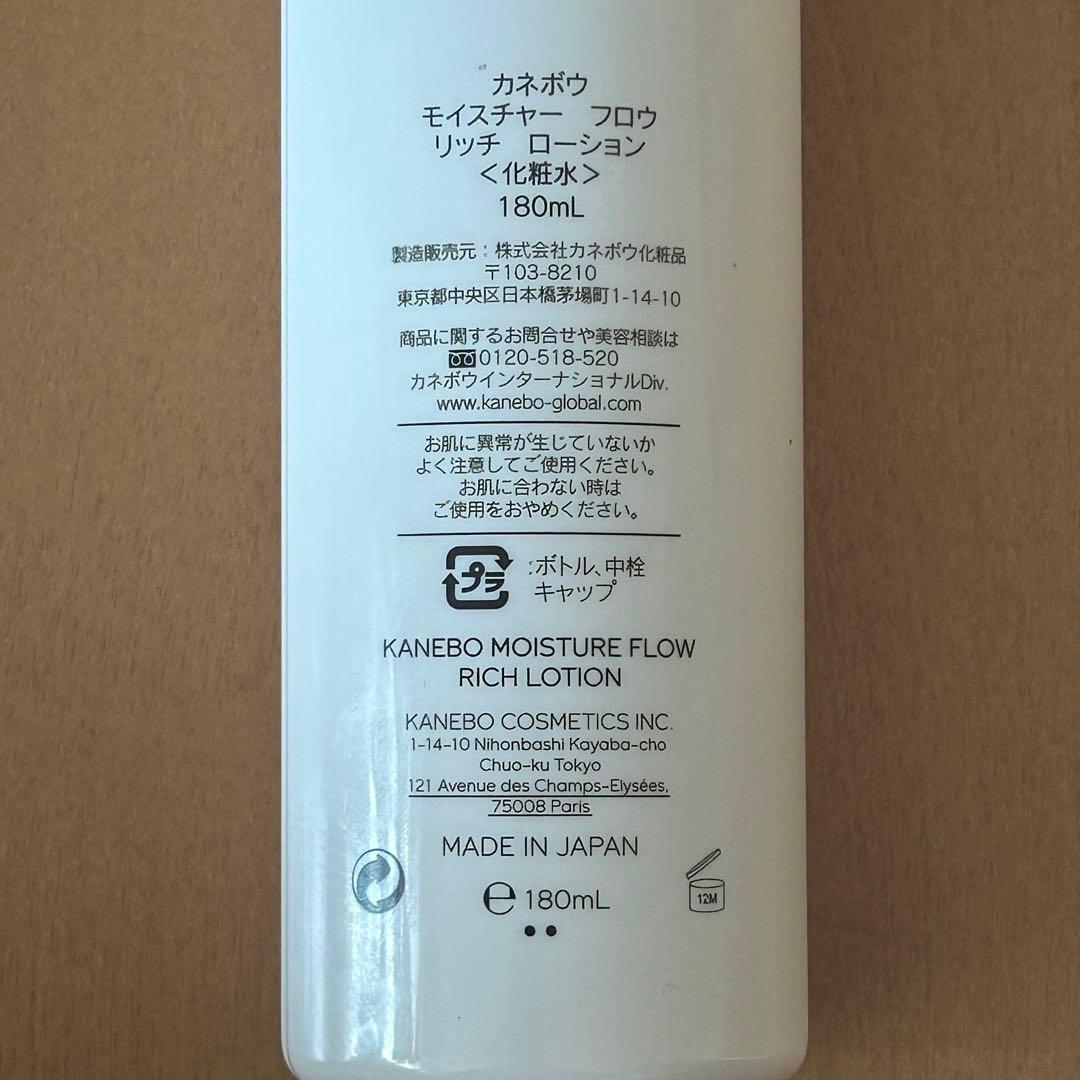 カネボウ
モイスチャー　フロウ
リッチ　ローション
＜化粧水＞
180mL
製造販売元：株式会社カネボウ化粧品
〒103-8210
東京都中央区日本橋茅場町1-14-10
商品に関するお問合せや美容相談は
0120-518-520
カネボウインターナショナルDiv.
www.kanebo-global.com
お肌に異常が生じていないか
よく注意してご使用ください。
お肌に合わない時は
ご使用をおやめください。
プラ :ボトル、中栓
キャップ
KANEBO MOISTURE FLOW
RICH LOTION
KANEBO COSMETICS INC.
1-14-10 Nihonbashi Kayaba-cho
Chuo-ku Tokyo
121 Avenue des Champs-Elysées,
75008 Paris
MADE IN JAPAN
℮ 180mL
12M